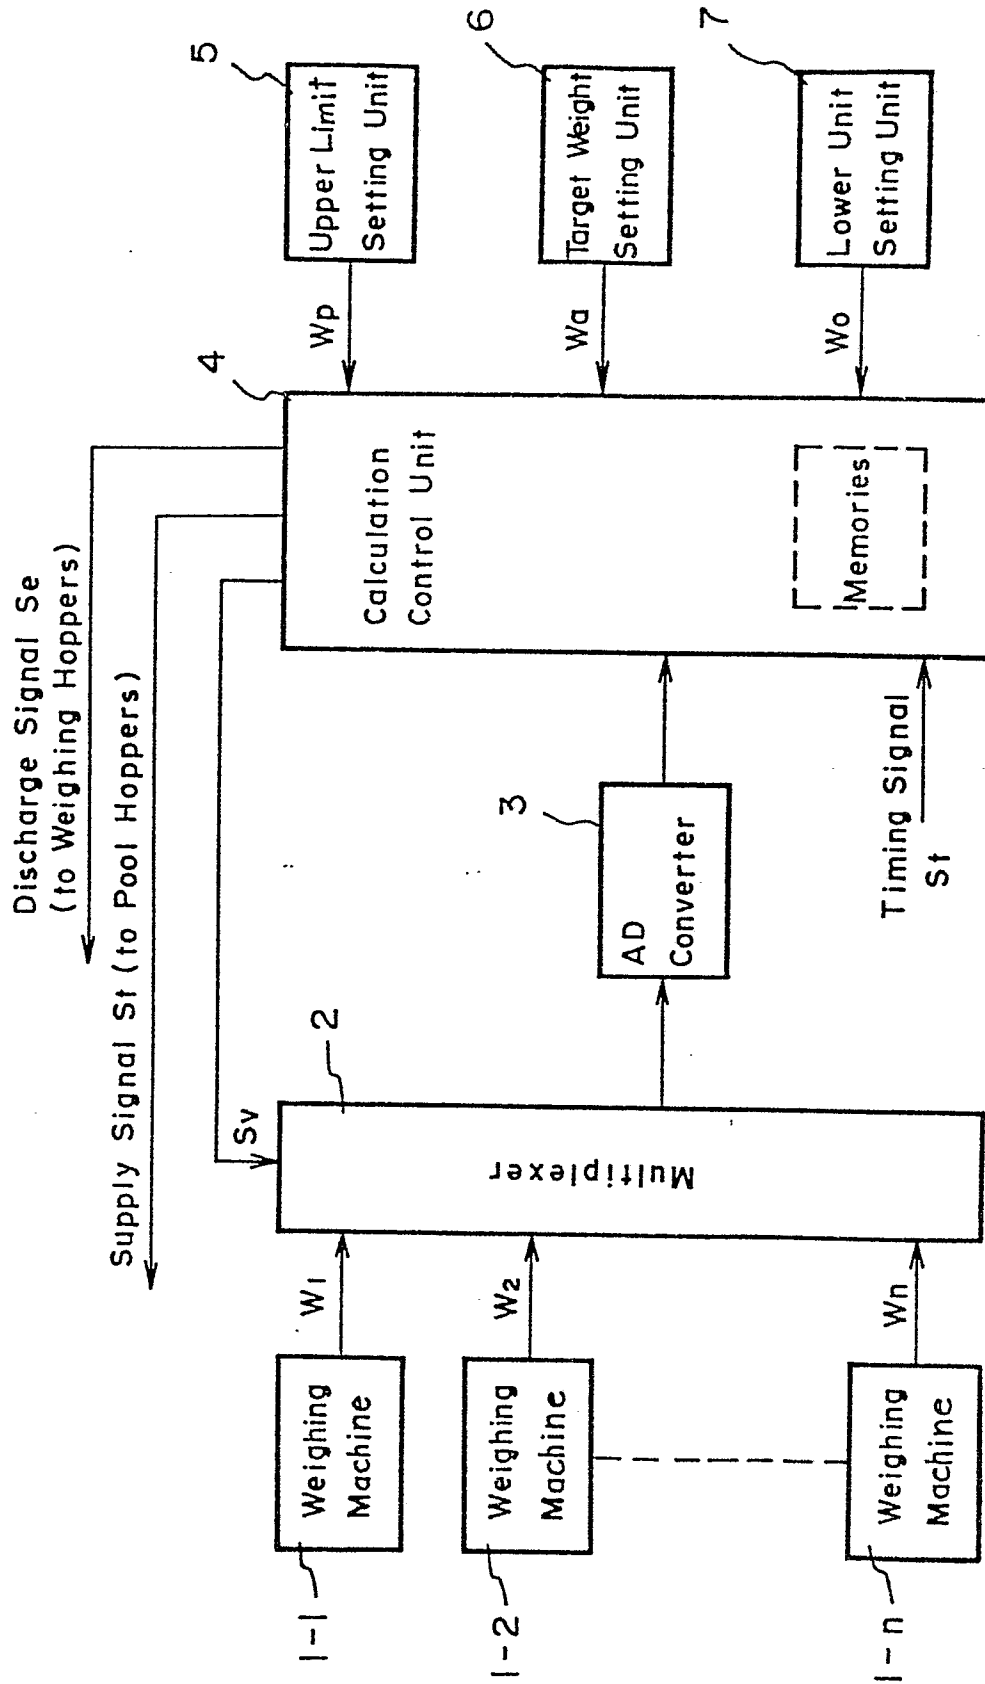 Discharge Signal Se
(to Weighing Hoppers)
Supply Signal St (to Pool Hoppers)
Sv
2
Multiplexer
1-1
Weighing
Machine
W1
1-2
Weighing
Machine
W2
1-n
Weighing
Machine
Wn
3
AD
Converter
Timing Signal
St
4
Calculation
Control Unit
Memories
5
Upper Limit
Setting Unit
Wp
6
Target Weight
Setting Unit
Wa
7
Lower Unit
Setting Unit
Wo